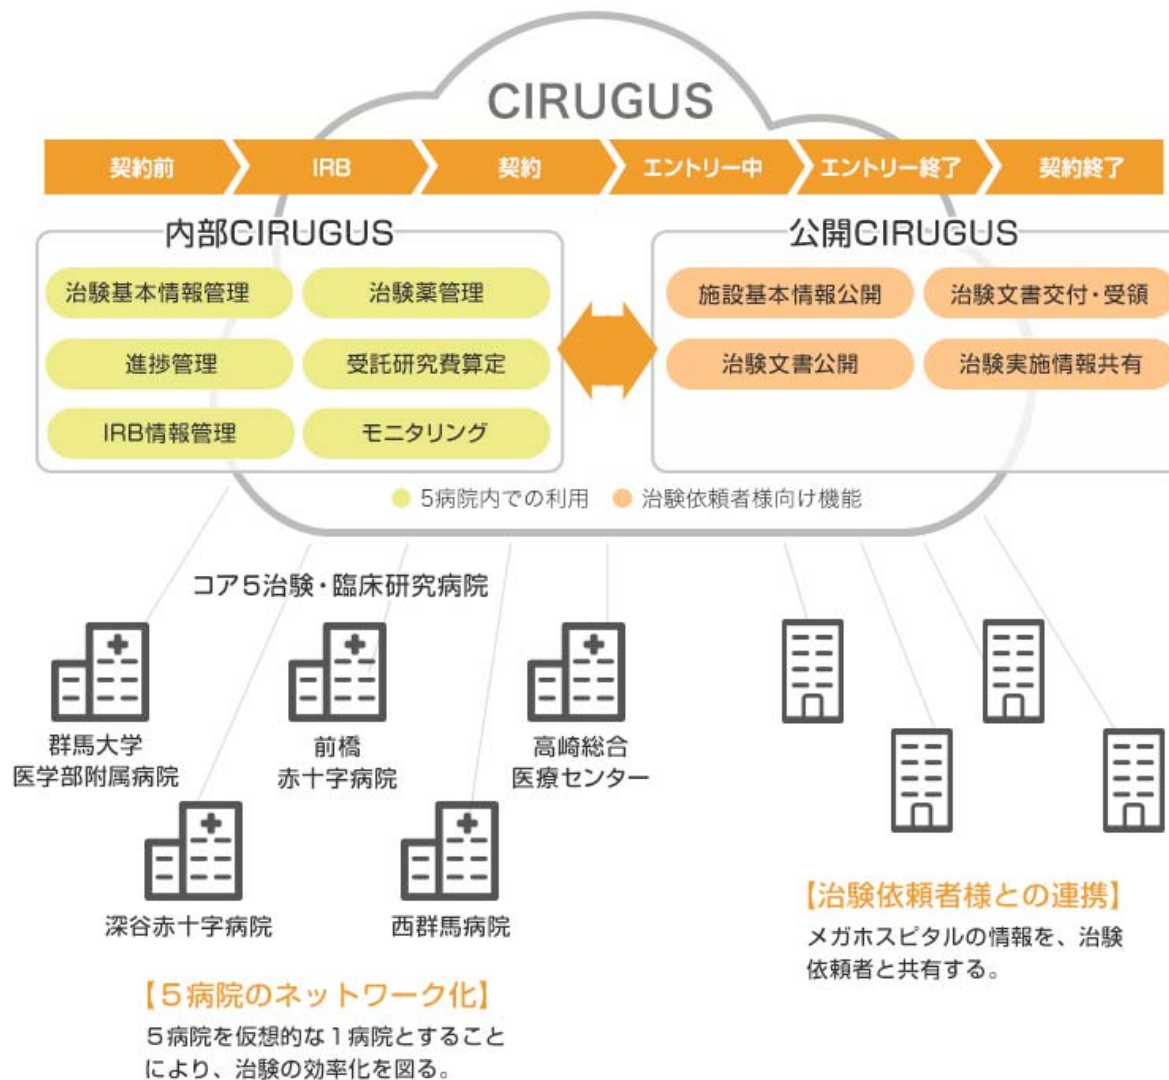 CIRUGUS
契約前
IRB
契約
エントリー中
エントリー終了
契約終了
内部CIRUGUS
治験基本情報管理
治験薬管理
進捗管理
受託研究費算定
IRB情報管理
モニタリング
公開CIRUGUS
施設基本情報公開
治験文書交付・受領
治験文書公開
治験実施情報共有
5病院内での利用
治験依頼者様向け機能
コア5治験・臨床研究病院
群馬大学
医学部附属病院
前橋
赤十字病院
高崎総合
医療センター
深谷赤十字病院
西群馬病院
【5病院のネットワーク化】
5病院を仮想的な1病院とすること
により、治験の効率化を図る。
【治験依頼者様との連携】
メガホスピタルの情報を、治験
依頼者と共有する。